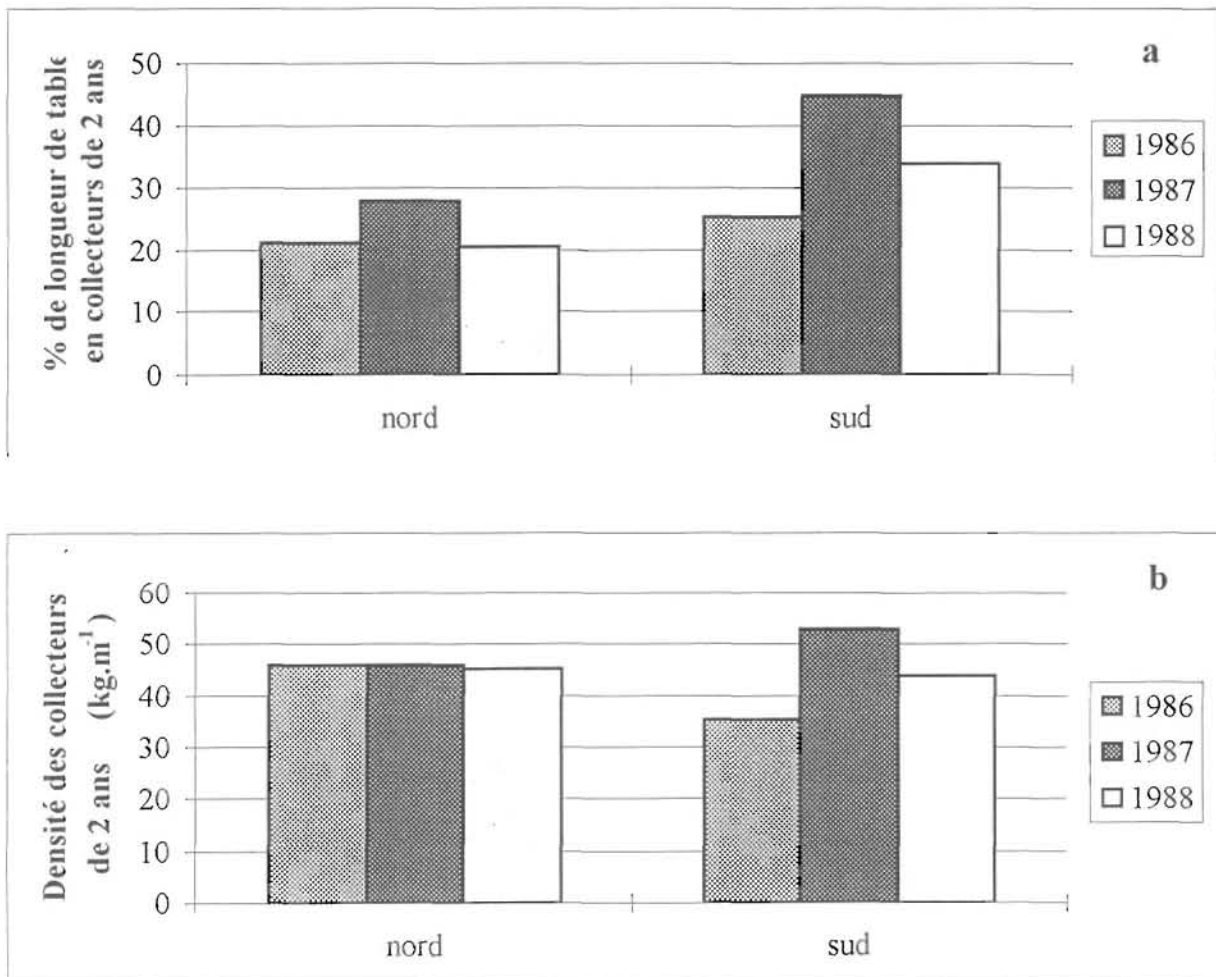 a
% de longueur de table
en collecteurs de 2 ans
50
40
30
20
10
0
nord
sud
1986
1987
1988
b
Densité des collecteurs
de 2 ans (kg.m⁻¹)
60
50
40
30
20
10
0
nord
sud
1986
1987
1988